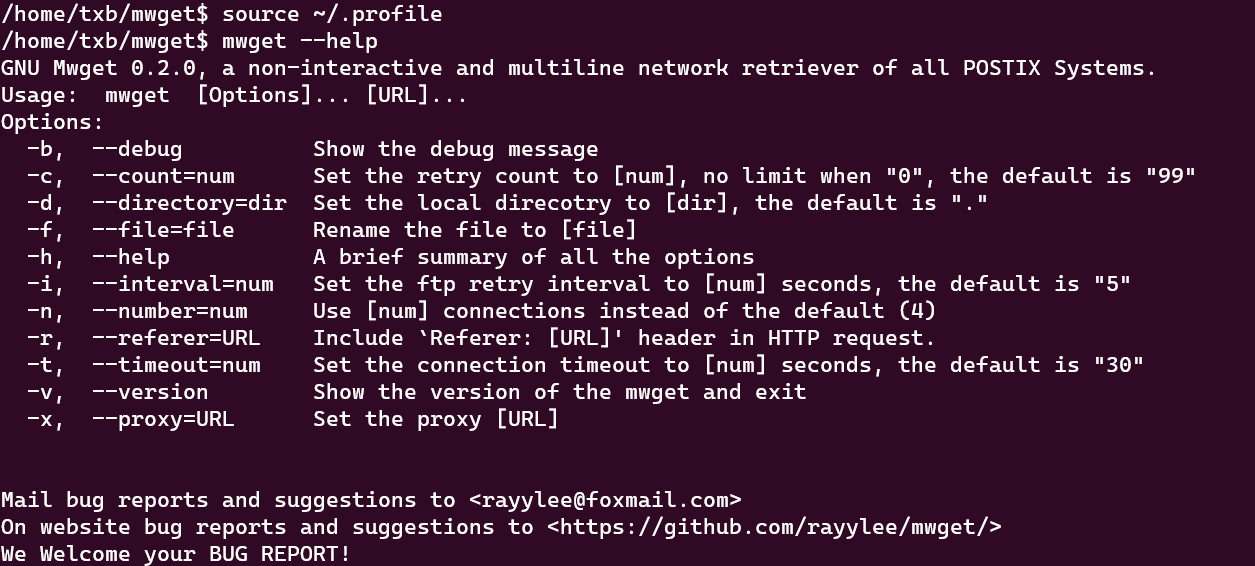 /home/txb/mwget$ source ~/.profile
/home/txb/mwget$ mwget --help
GNU Mwget 0.2.0, a non-interactive and multiline network retriever of all POSTIX Systems.
Usage:  mwget  [Options]... [URL]...
Options:
  -b,  --debug          Show the debug message
  -c,  --count=num      Set the retry count to [num], no limit when "0", the default is "99"
  -d,  --directory=dir  Set the local direcotry to [dir], the default is "."
  -f,  --file=file      Rename the file to [file]
  -h,  --help           A brief summary of all the options
  -i,  --interval=num   Set the ftp retry interval to [num] seconds, the default is "5"
  -n,  --number=num     Use [num] connections instead of the default (4)
  -r,  --referer=URL    Include `Referer: [URL]' header in HTTP request.
  -t,  --timeout=num    Set the connection timeout to [num] seconds, the default is "30"
  -v,  --version        Show the version of the mwget and exit
  -x,  --proxy=URL      Set the proxy [URL]
Mail bug reports and suggestions to <rayylee@foxmail.com>
On website bug reports and suggestions to <https://github.com/rayylee/mwget/>
We Welcome your BUG REPORT!